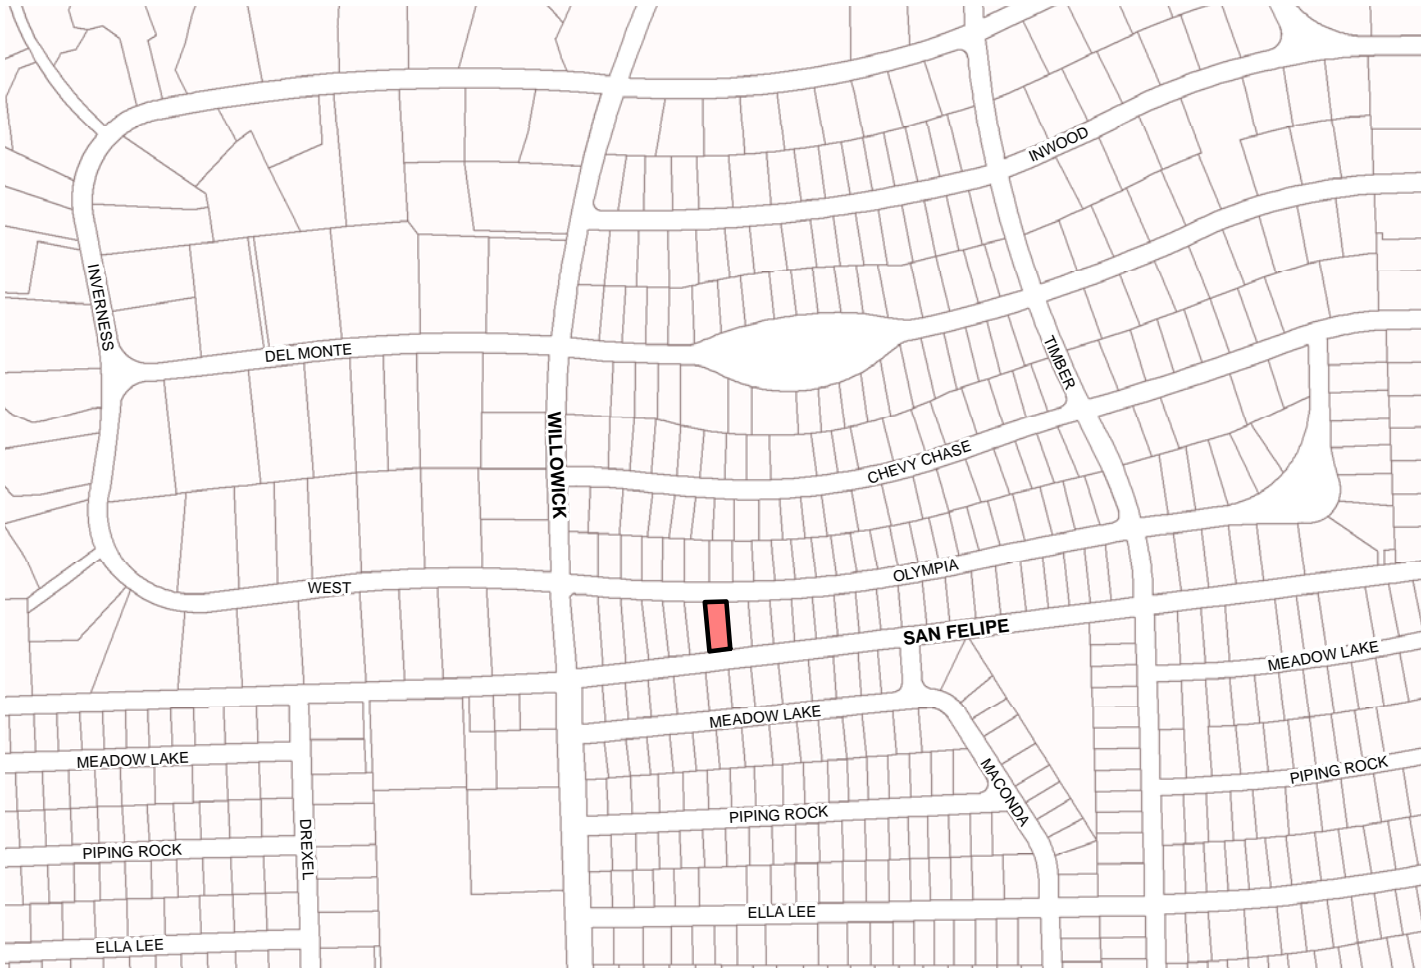 INWOOD
INVERNESS
DEL MONTE
TIMBER
WILLOWICK
CHEVY CHASE
OLYMPIA
WEST
SAN FELIPE
MEADOW LAKE
MEADOW LAKE
MEADOW LAKE
PIPING ROCK
MACONDA
PIPING ROCK
DREXEL
PIPING ROCK
ELLA LEE
ELLA LEE